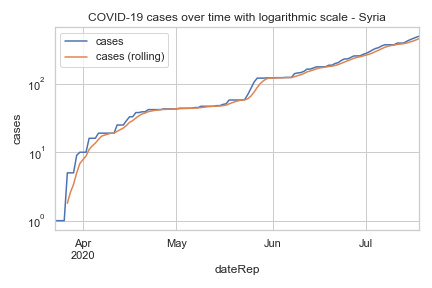 COVID-19 cases over time with logarithmic scale - Syria
cases
cases (rolling)
10²
10¹
10⁰
cases
Apr
2020
May
Jun
Jul
dateRep